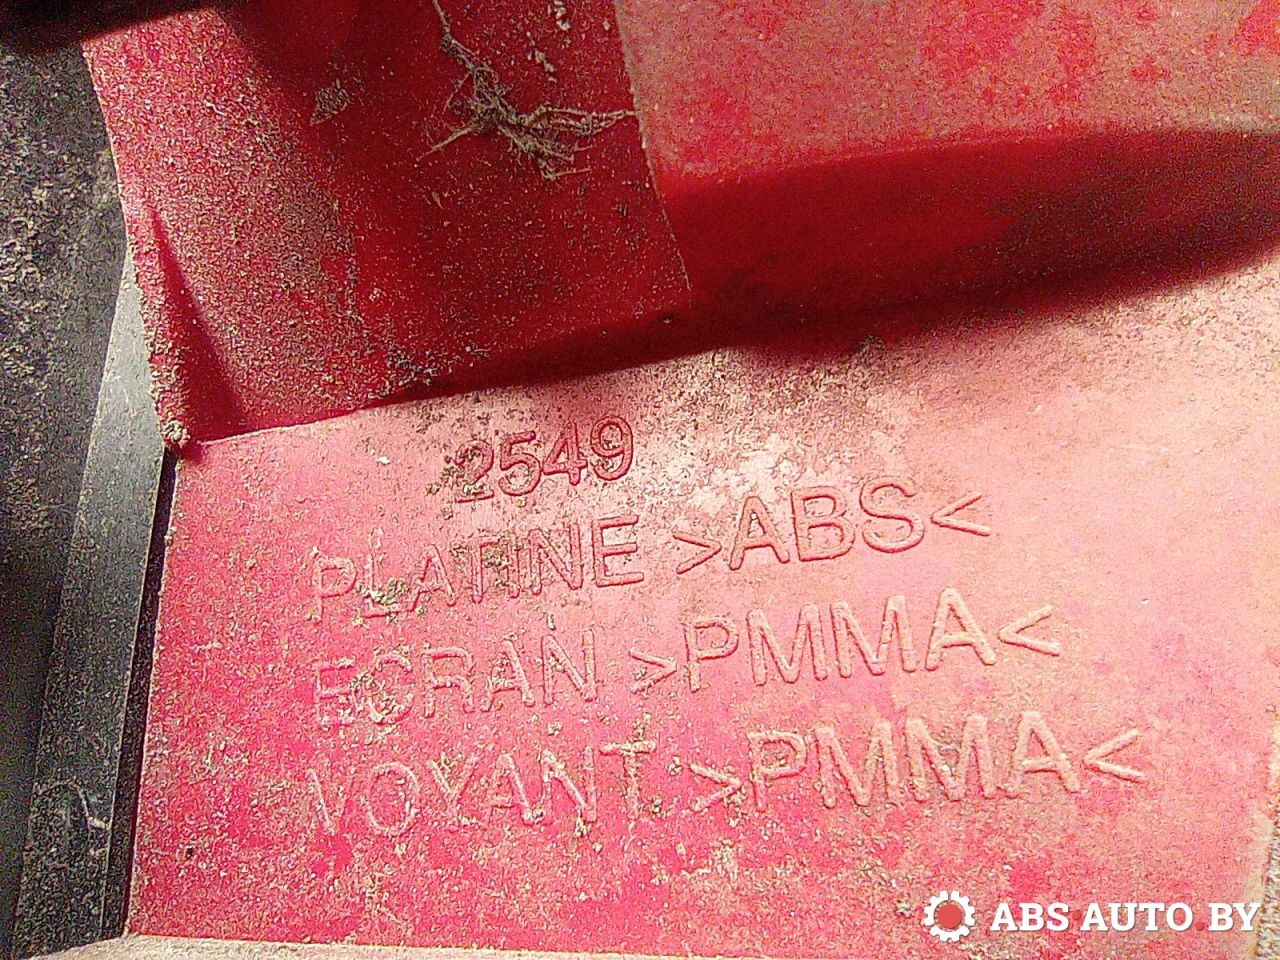 2549
PLATINE >ABS<
ECRAN >PMMA<
VOYANT >PMMA<
ABS AUTO.BY